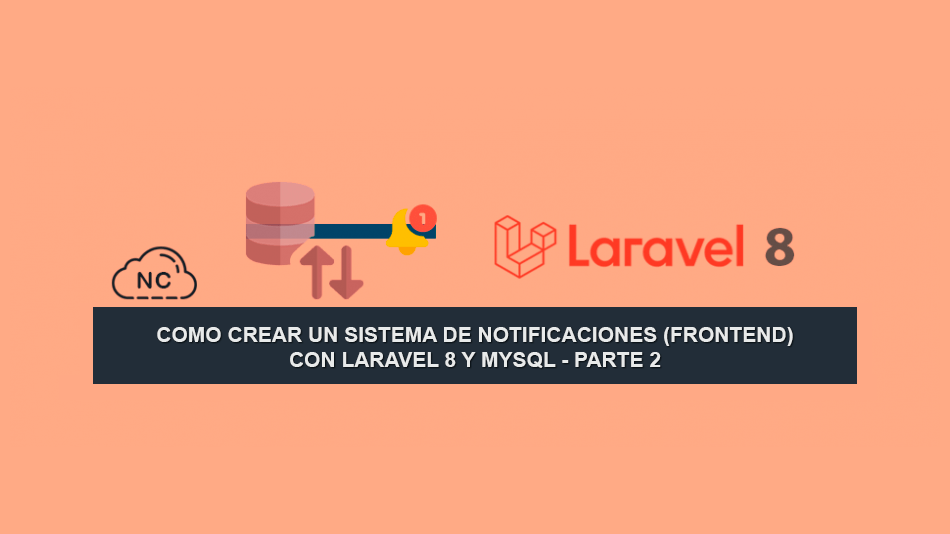 1
Laravel 8
NC
COMO CREAR UN SISTEMA DE NOTIFICACIONES (FRONTEND)
CON LARAVEL 8 Y MYSQL - PARTE 2